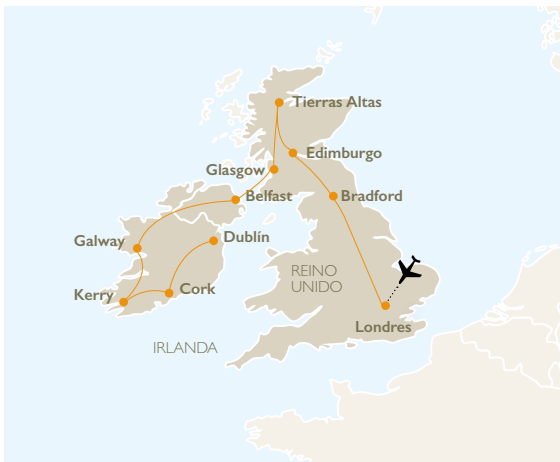 Tierras Altas
Edimburgo
Glasgow
Bradford
Belfast
Dublín
Galway
REINO
UNIDO
Kerry
Cork
Londres
IRLANDA